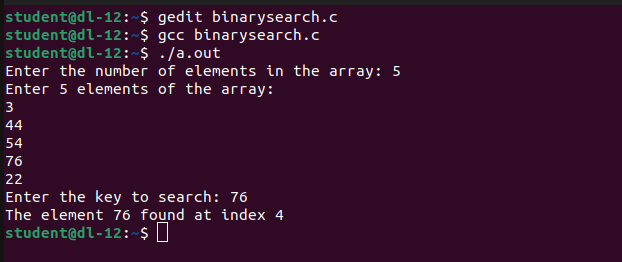 student@dl-12:~$ gedit binarysearch.c
student@dl-12:~$ gcc binarysearch.c
student@dl-12:~$ ./a.out
Enter the number of elements in the array: 5
Enter 5 elements of the array:
3
44
54
76
22
Enter the key to search: 76
The element 76 found at index 4
student@dl-12:~$